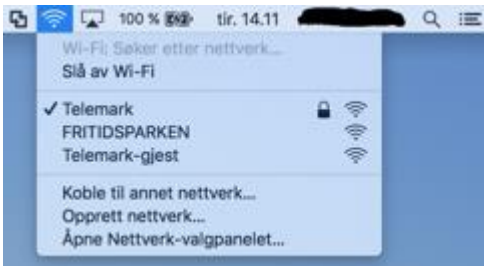 100 % tir. 14.11
Wi-Fi: Søker etter nettverk...
Slå av Wi-Fi
✓ Telemark
FRITIDSPARKEN
Telemark-gjest
Koble til annet nettverk...
Opprett nettverk...
Åpne Nettverk-valgpanelet...